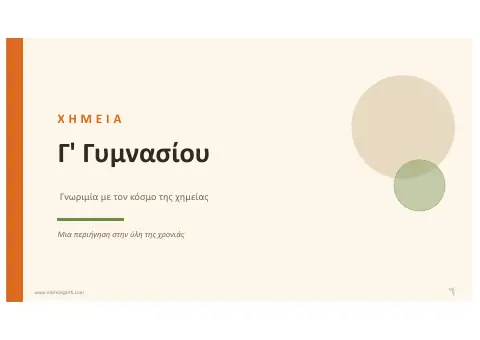 ΧΗΜΕΙΑ
Γ' Γυμνασίου
Γνωριμία με τον κόσμο της χημείας
Μια περιήγηση στην ύλη της χρονιάς